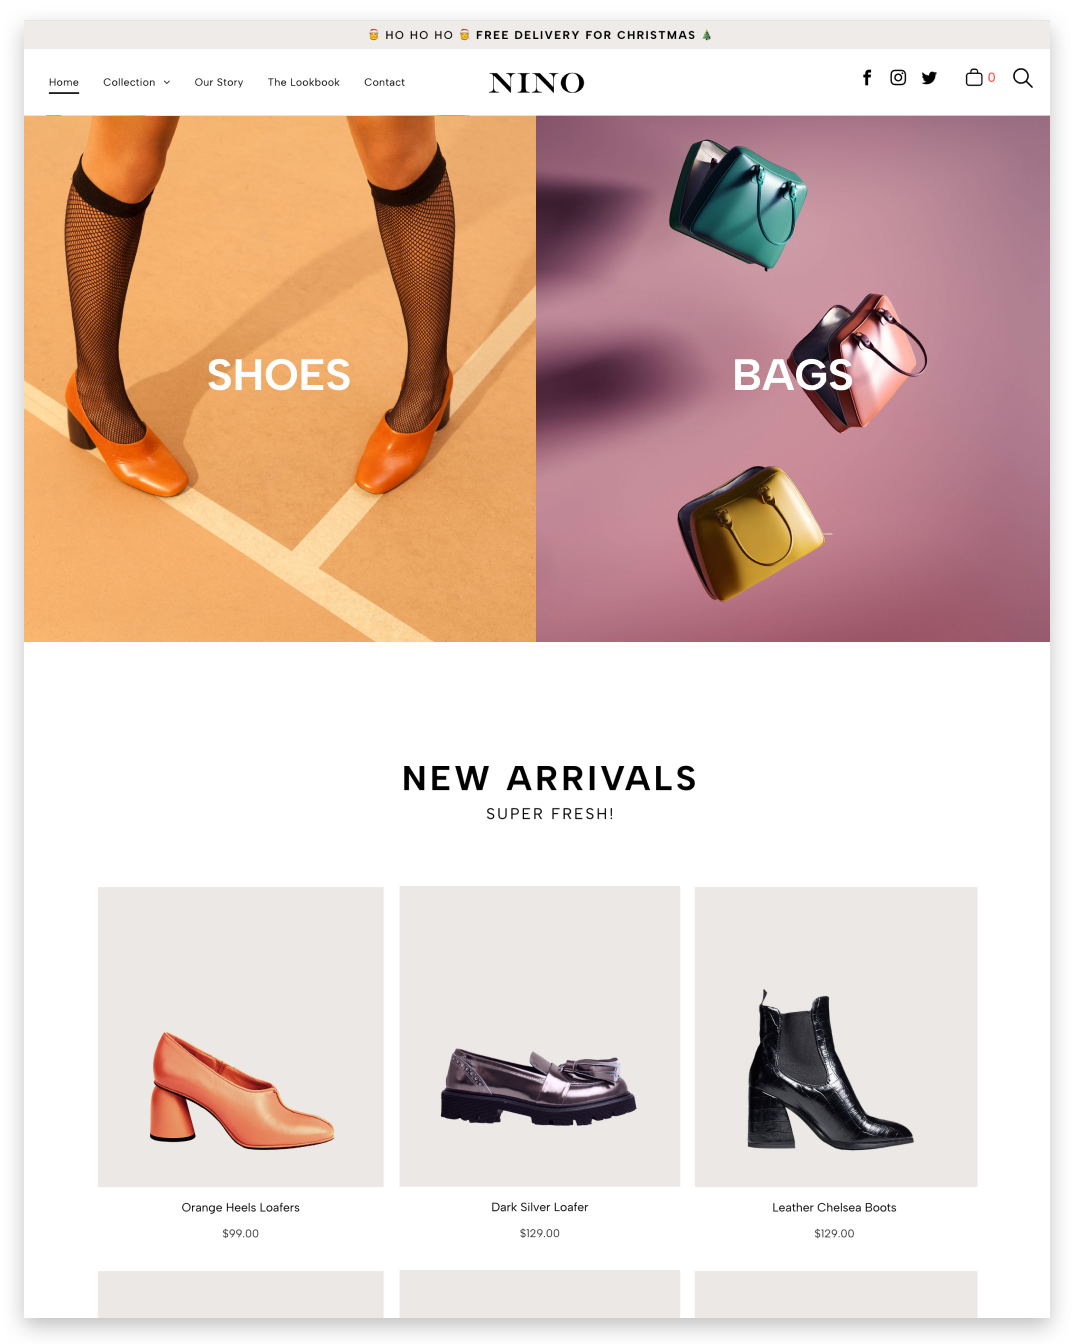 🎅 HO HO HO 🎅 FREE DELIVERY FOR CHRISTMAS 🎄
Home Collection Our Story The Lookbook Contact
NINO
0
SHOES
BAGS
NEW ARRIVALS
SUPER FRESH!
Orange Heels Loafers
$99.00
Dark Silver Loafer
$129.00
Leather Chelsea Boots
$129.00